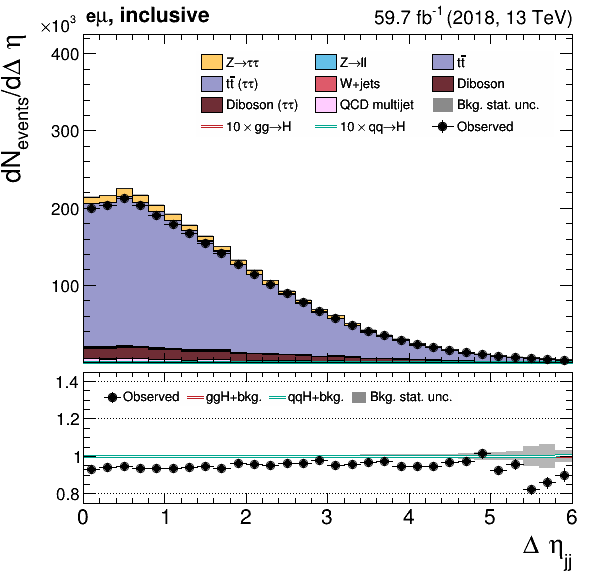 ×10³ eμ, inclusive 59.7 fb⁻¹ (2018, 13 TeV)
dN_events/dΔ η
400
300
200
100
Z→ττ Z→ll tt̄
tt̄ (ττ) W+jets Diboson
Diboson (ττ) QCD multijet Bkg. stat. unc.
10 × gg→H 10 × qq→H Observed
1.4
1.2
1
0.8
Observed ggH+bkg. qqH+bkg. Bkg. stat. unc.
0 1 2 3 4 5 6
Δ η_jj